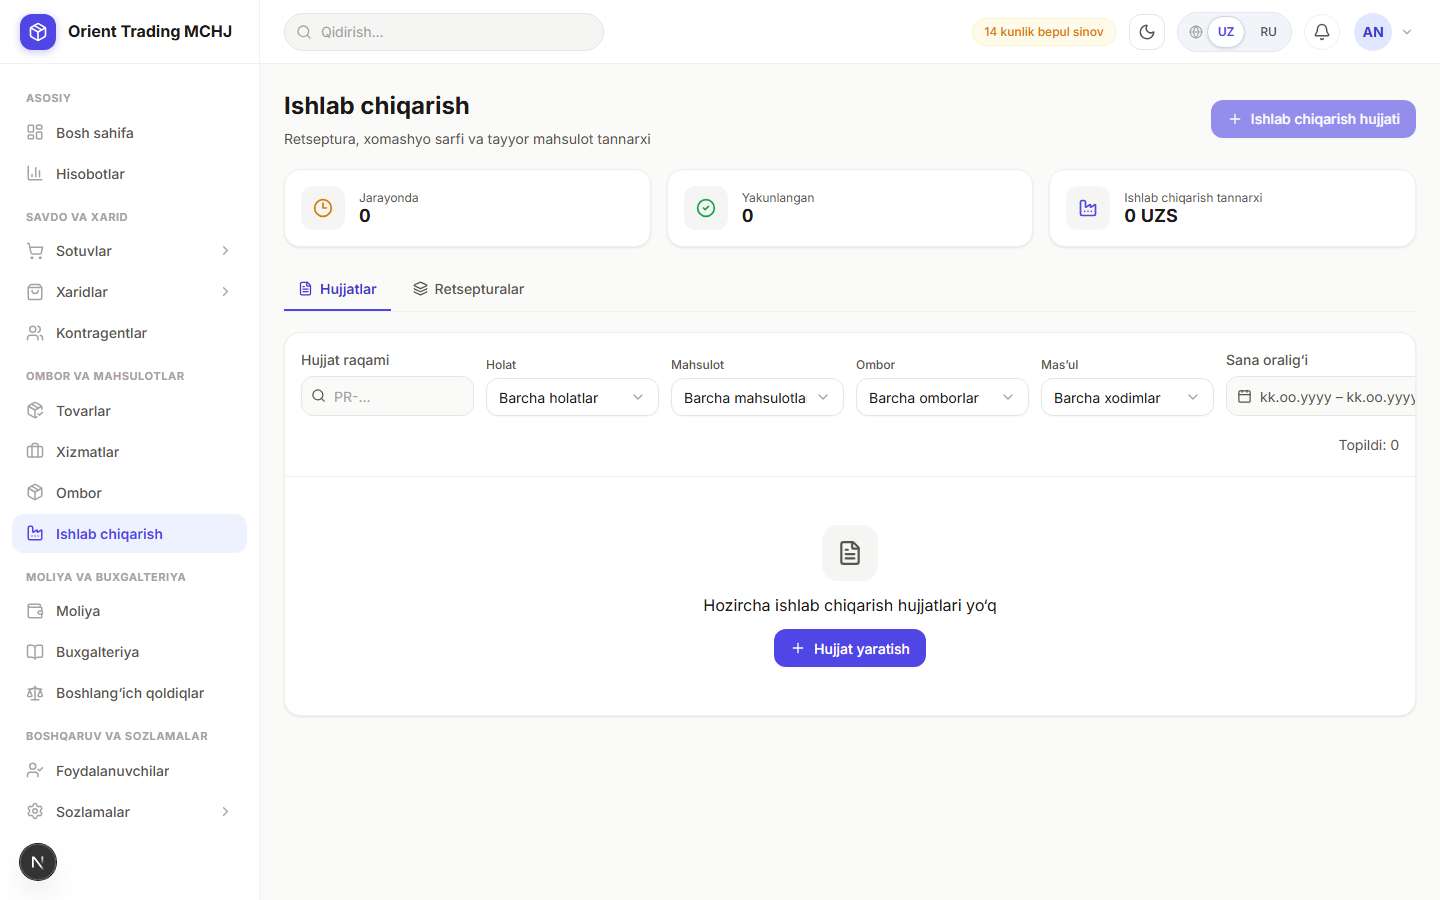 Orient Trading MCHJ
Qidirish...
14 kunlik bepul sinov
UZ
RU
AN
ASOSIY
Bosh sahifa
Hisobotlar
SAVDO VA XARID
Sotuvlar
Xaridlar
Kontragentlar
OMBOR VA MAHSULOTLAR
Tovarlar
Xizmatlar
Ombor
Ishlab chiqarish
MOLIYA VA BUXGALTERIYA
Moliya
Buxgalteriya
Boshlang‘ich qoldiqlar
BOSHQARUV VA SOZLAMALAR
Foydalanuvchilar
Sozlamalar
N
Ishlab chiqarish
Retseptura, xomashyo sarfi va tayyor mahsulot tannarxi
+ Ishlab chiqarish hujjati
Jarayonda
0
Yakunlangan
0
Ishlab chiqarish tannarxi
0 UZS
Hujjatlar
Retsepturalar
Hujjat raqami
PR-...
Holat
Barcha holatlar
Mahsulot
Barcha mahsulotla
Ombor
Barcha omborlar
Mas’ul
Barcha xodimlar
Sana oralig‘i
kk.oo.yyyy – kk.oo.yyyy
Topildi: 0
Hozircha ishlab chiqarish hujjatlari yo‘q
+ Hujjat yaratish